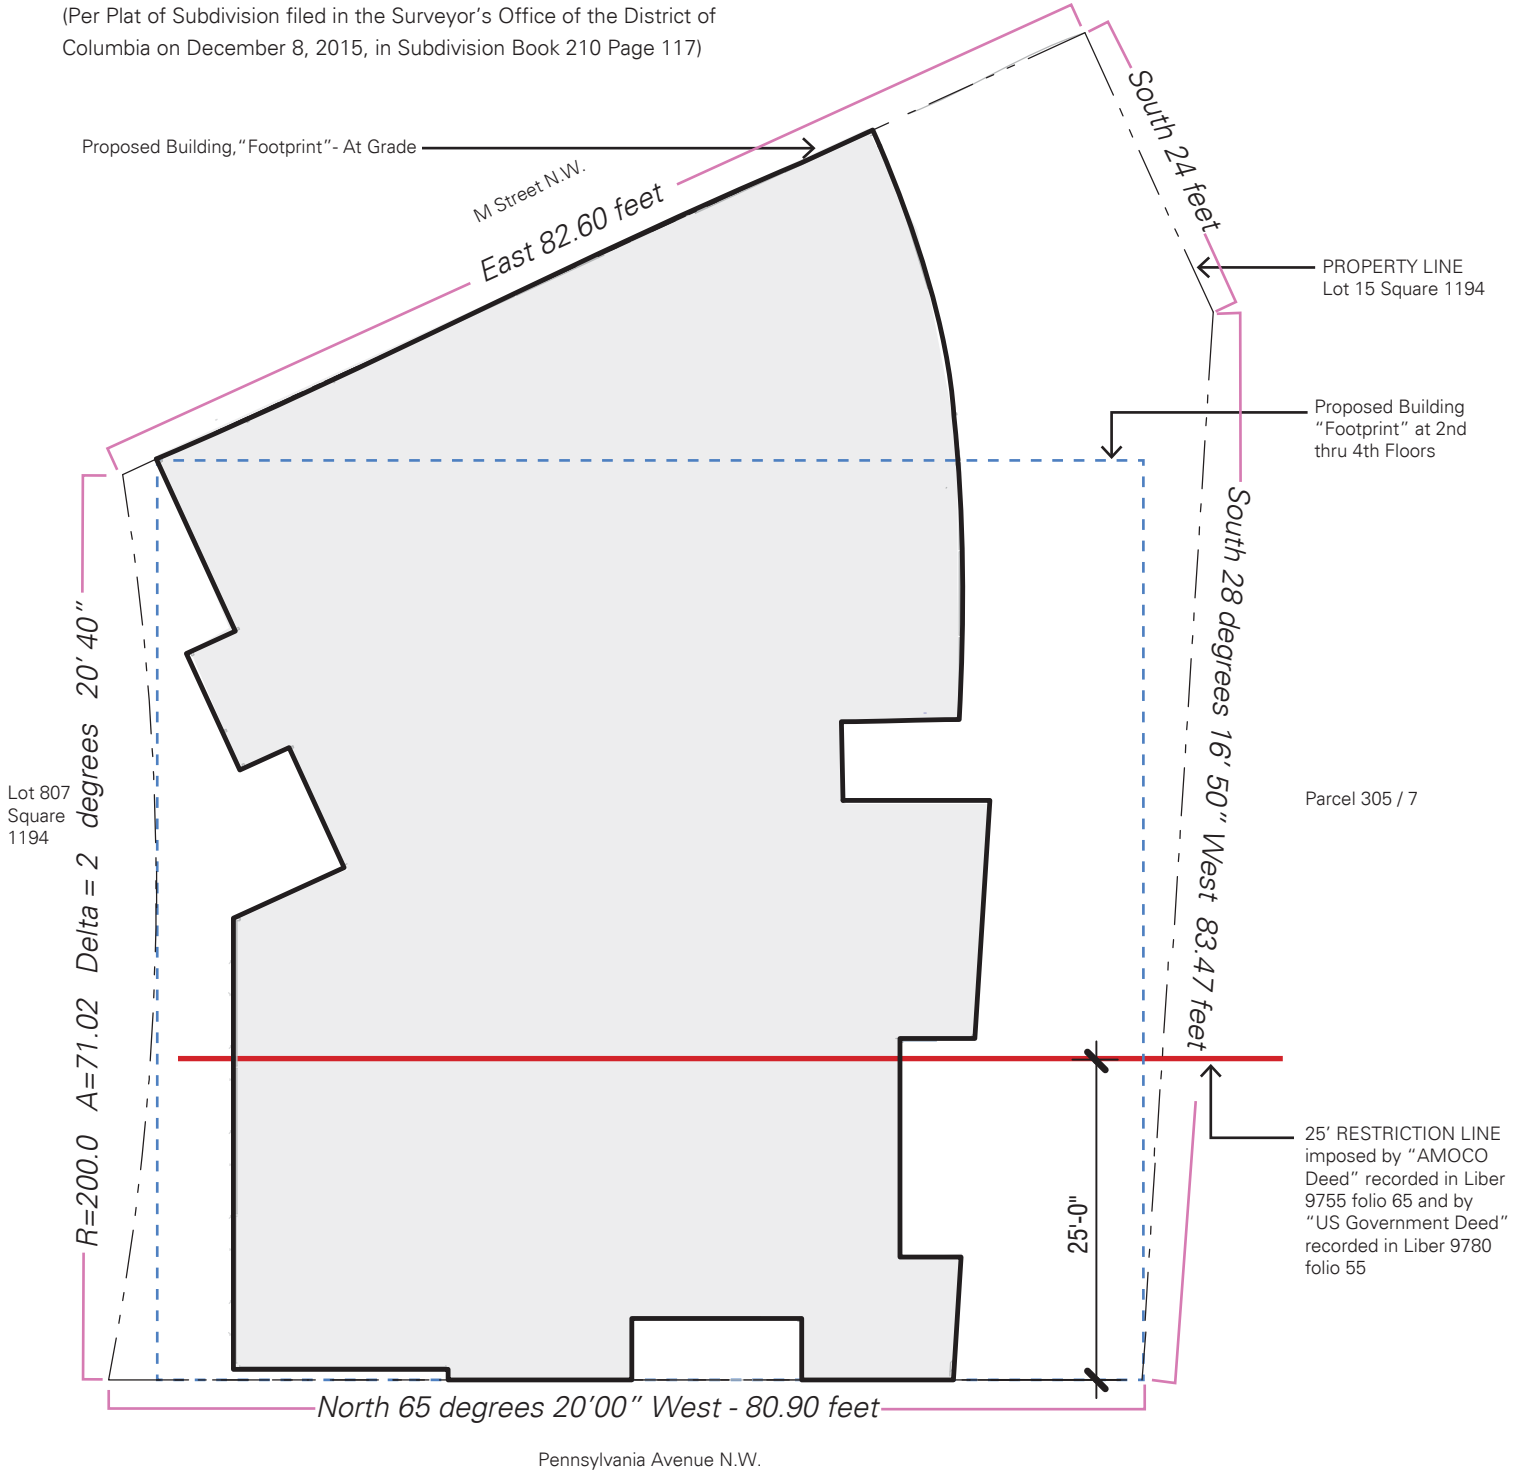 (Per Plat of Subdivision filed in the Surveyor's Office of the District of
Columbia on December 8, 2015, in Subdivision Book 210 Page 117)
Proposed Building, “Footprint” - At Grade
M Street N.W.
East 82.60 feet
South 24 feet
PROPERTY LINE
Lot 15 Square 1194
Proposed Building
“Footprint” at 2nd
thru 4th Floors
South 28 degrees 16’ 50” West 83.47 feet
Lot 807
Square
1194
R=200.0 A=71.02 Delta = 2 degrees 20’ 40”
Parcel 305 / 7
25’ RESTRICTION LINE
imposed by “AMOCO
Deed” recorded in Liber
9755 folio 65 and by
“US Government Deed”
recorded in Liber 9780
folio 55
25'-0"
North 65 degrees 20’00” West - 80.90 feet
Pennsylvania Avenue N.W.